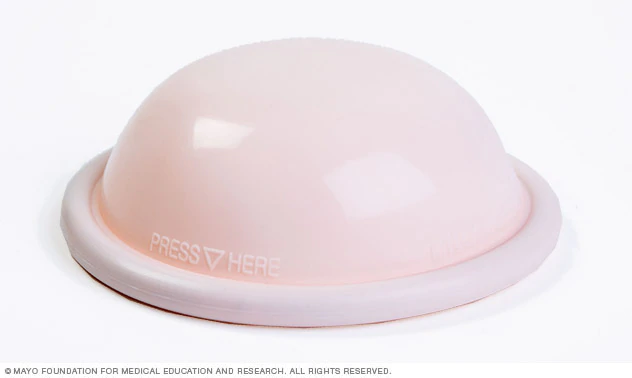 PRESS ▽ HERE
© MAYO FOUNDATION FOR MEDICAL EDUCATION AND RESEARCH. ALL RIGHTS RESERVED.